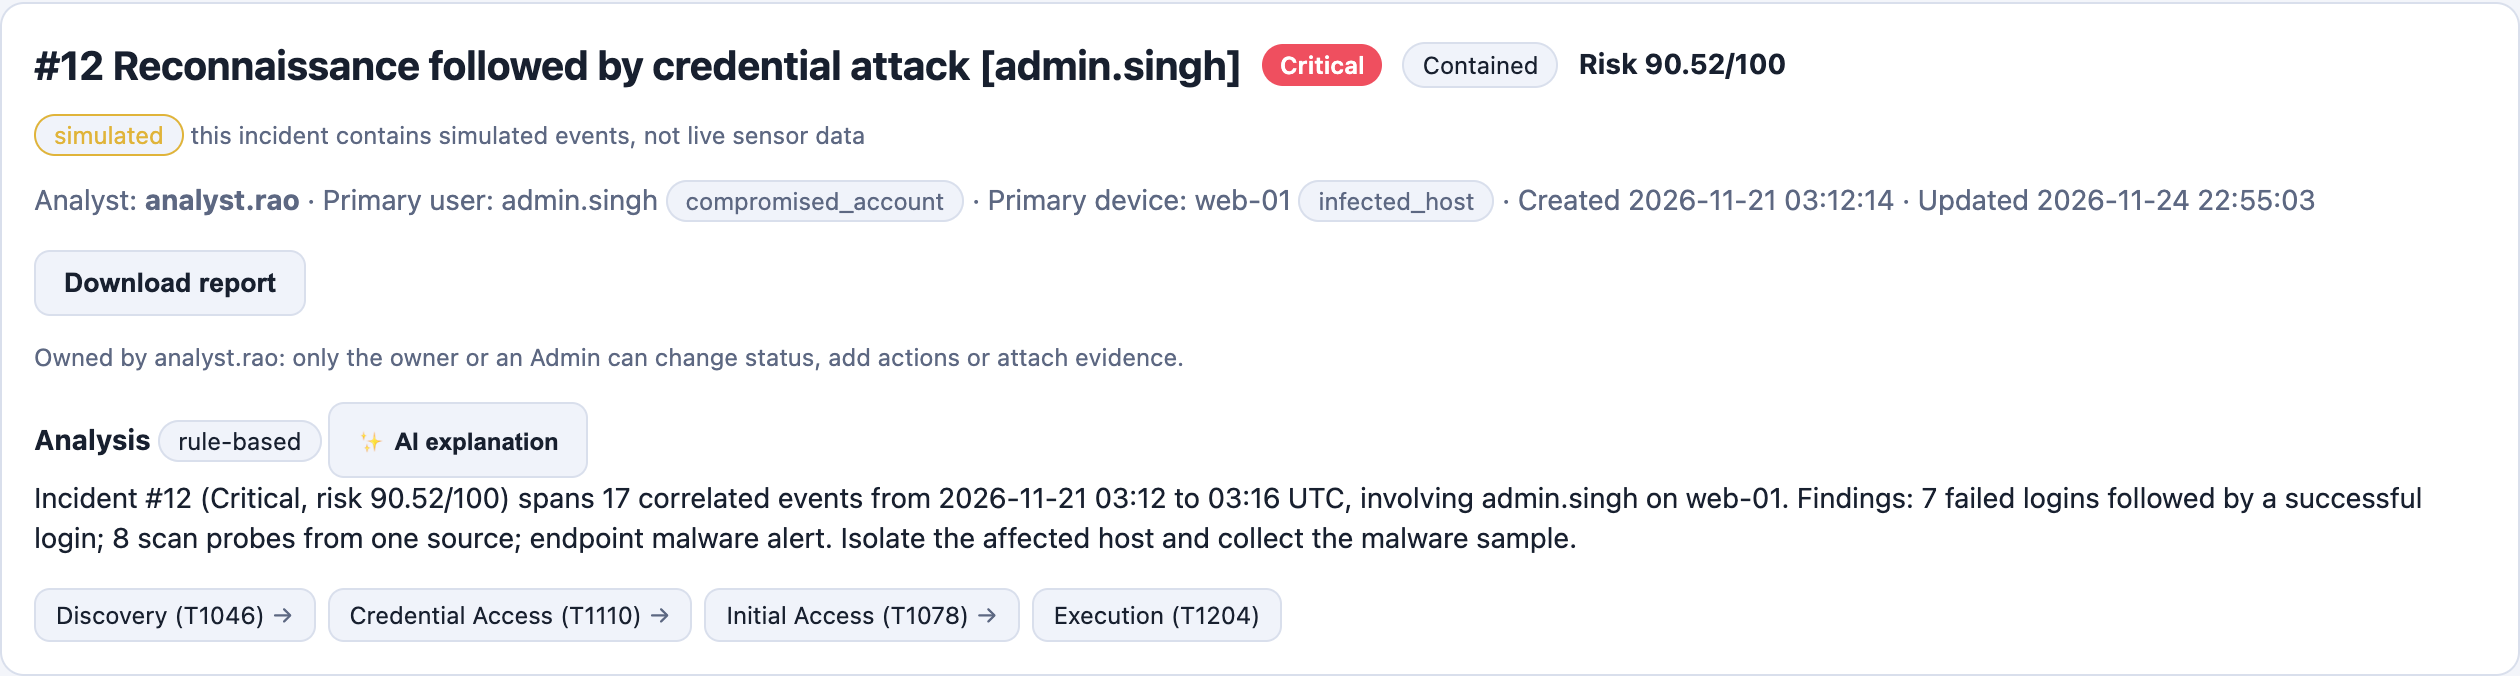 #12 Reconnaissance followed by credential attack [admin.singh] Critical Contained Risk 90.52/100
simulated this incident contains simulated events, not live sensor data
Analyst: analyst.rao · Primary user: admin.singh compromised_account · Primary device: web-01 infected_host · Created 2026-11-21 03:12:14 · Updated 2026-11-24 22:55:03
Download report
Owned by analyst.rao: only the owner or an Admin can change status, add actions or attach evidence.
Analysis rule-based ✨ AI explanation
Incident #12 (Critical, risk 90.52/100) spans 17 correlated events from 2026-11-21 03:12 to 03:16 UTC, involving admin.singh on web-01. Findings: 7 failed logins followed by a successful
login; 8 scan probes from one source; endpoint malware alert. Isolate the affected host and collect the malware sample.
Discovery (T1046) → Credential Access (T1110) → Initial Access (T1078) → Execution (T1204)